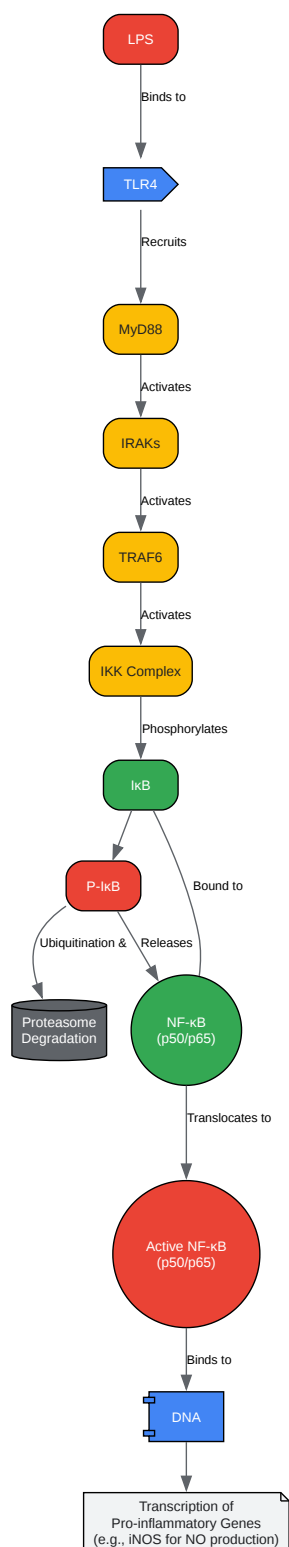 LPS
Binds to
TLR4
Recruits
MyD88
Activates
IRAKs
Activates
TRAF6
Activates
IKK Complex
Phosphorylates
IκB
P-IκB
Bound to
Ubiquitination &
Releases
Proteasome
Degradation
NF-κB
(p50/p65)
Translocates to
Active NF-κB
(p50/p65)
Binds to
DNA
Transcription of
Pro-inflammatory Genes
(e.g., iNOS for NO production)